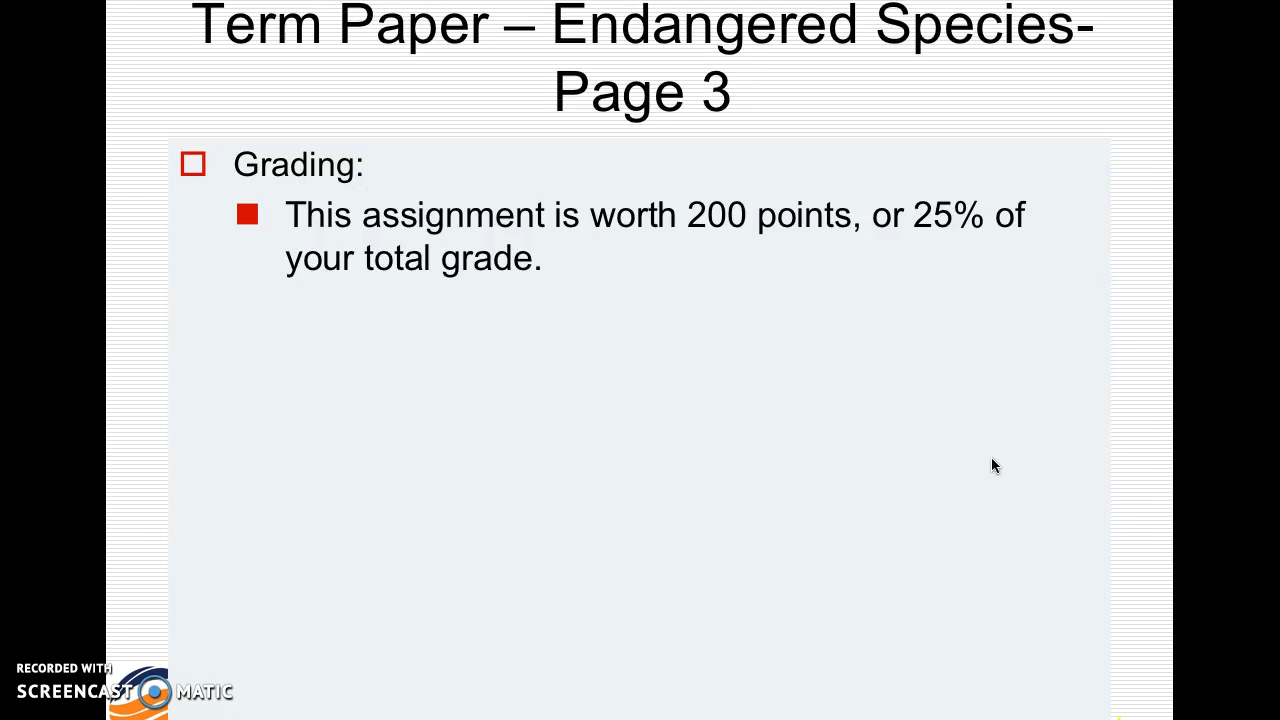 Term Paper – Endangered Species-
Page 3
Grading:
This assignment is worth 200 points, or 25% of
your total grade.
RECORDED WITH
SCREENCAST MATIC